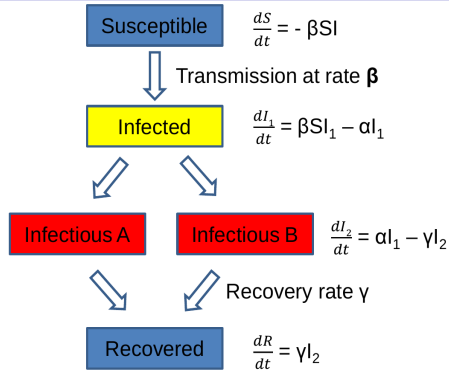 Susceptible
dS/dt = - βSI
Transmission at rate β
Infected
dI₁/dt = βSI₁ – αI₁
Infectious A
Infectious B
dI₂/dt = αI₁ – γI₂
Recovery rate γ
Recovered
dR/dt = γI₂